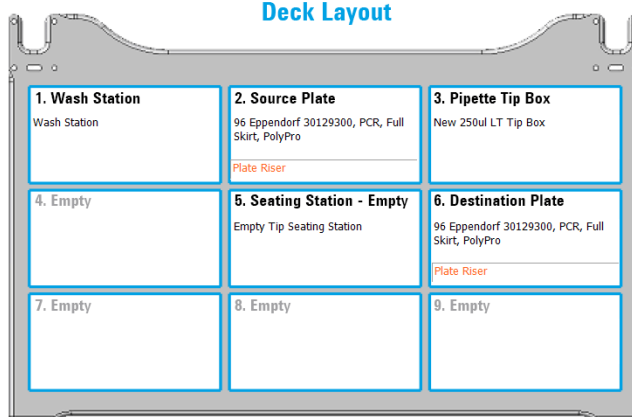 Deck Layout
1. Wash Station
Wash Station
2. Source Plate
96 Eppendorf 30129300, PCR, Full
Skirt, PolyPro
Plate Riser
3. Pipette Tip Box
New 250ul LT Tip Box
4. Empty
5. Seating Station - Empty
Empty Tip Seating Station
6. Destination Plate
96 Eppendorf 30129300, PCR, Full
Skirt, PolyPro
Plate Riser
7. Empty
8. Empty
9. Empty